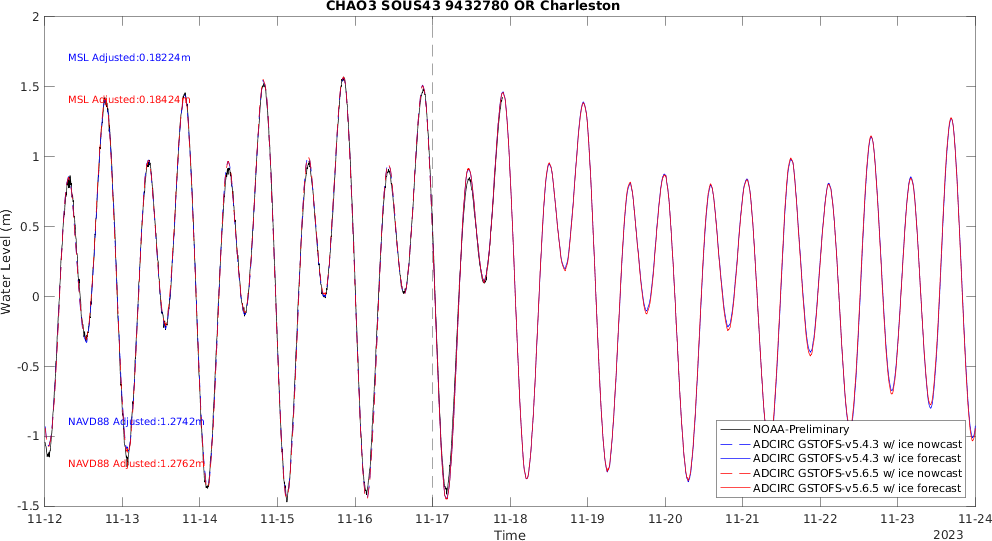 CHAO3 SOUS43 9432780 OR Charleston
Water Level (m)
2
1.5
1
0.5
0
-0.5
-1
-1.5
MSL Adjusted:0.18224m
MSL Adjusted:0.18424m
NAVD88 Adjusted:1.2742m
NAVD88 Adjusted:1.2762m
NOAA-Preliminary
ADCIRC GSTOFS-v5.4.3 w/ ice nowcast
ADCIRC GSTOFS-v5.4.3 w/ ice forecast
ADCIRC GSTOFS-v5.6.5 w/ ice nowcast
ADCIRC GSTOFS-v5.6.5 w/ ice forecast
11-12 11-13 11-14 11-15 11-16 11-17 11-18 11-19 11-20 11-21 11-22 11-23 11-24
Time
2023